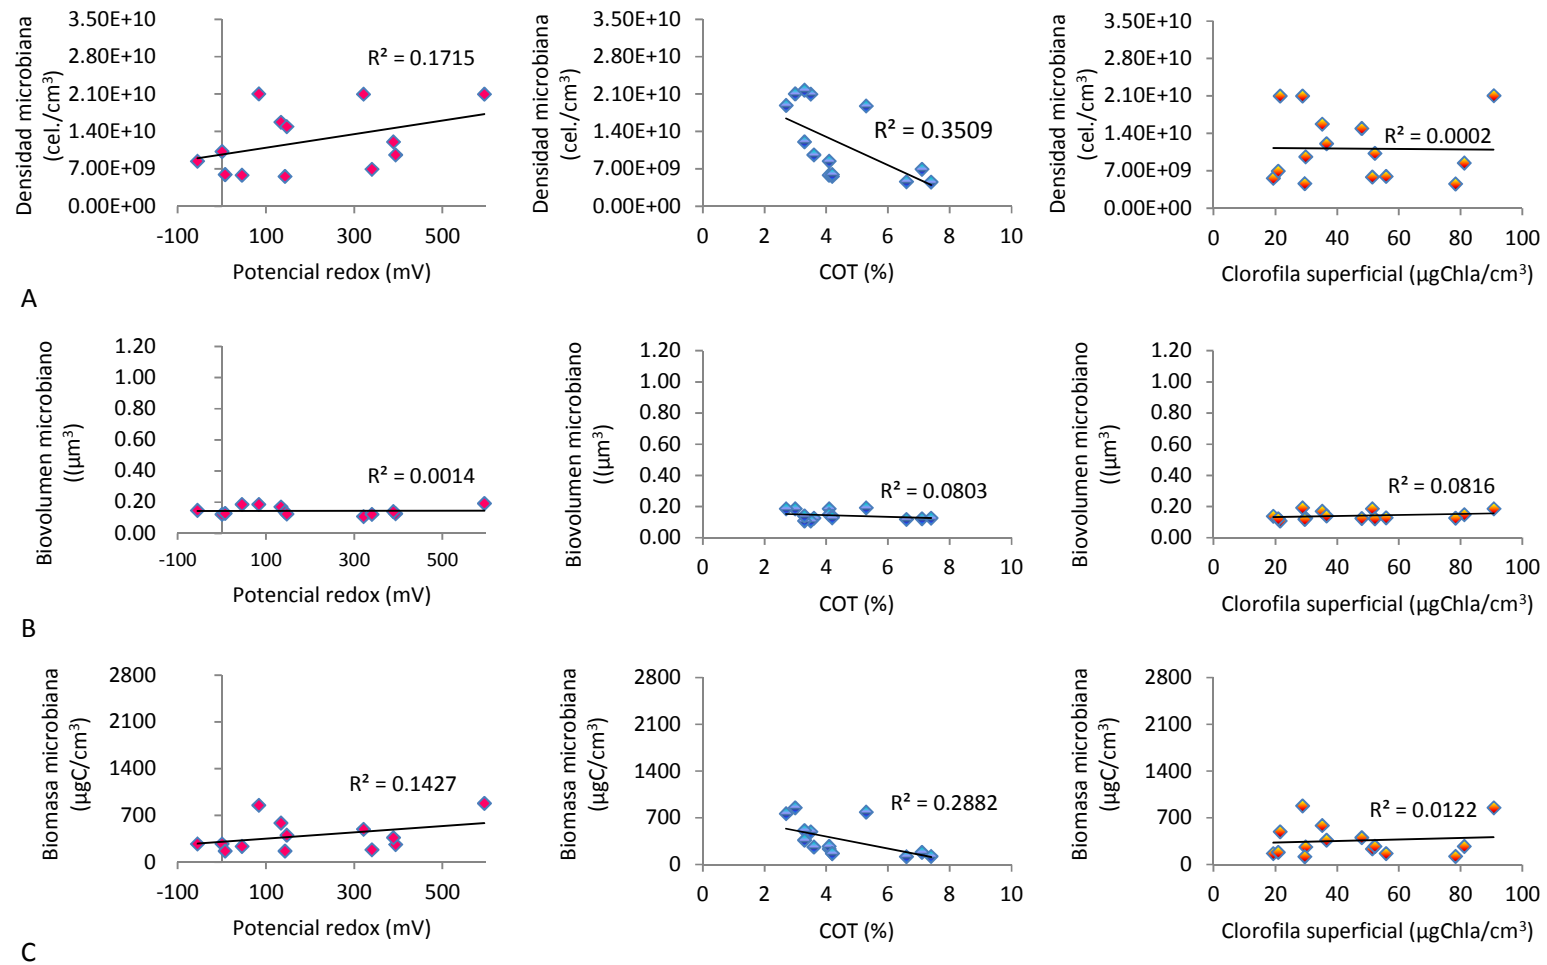 Densidad microbiana
(cel./cm³)
3.50E+10
2.80E+10
2.10E+10
1.40E+10
7.00E+09
0.00E+00
R² = 0.1715
-100 100 300 500
Potencial redox (mV)
Densidad microbiana
(cel./cm³)
3.50E+10
2.80E+10
2.10E+10
1.40E+10
7.00E+09
0.00E+00
R² = 0.3509
0 2 4 6 8 10
COT (%)
Densidad microbiana
(cel./cm³)
3.50E+10
2.80E+10
2.10E+10
1.40E+10
7.00E+09
0.00E+00
R² = 0.0002
0 20 40 60 80 100
Clorofila superficial (µgChla/cm³)
A
Biovolumen microbiano
((µm³)
1.20
1.00
0.80
0.60
0.40
0.20
0.00
R² = 0.0014
-100 100 300 500
Potencial redox (mV)
Biovolumen microbiano
((µm³)
1.20
1.00
0.80
0.60
0.40
0.20
0.00
R² = 0.0803
0 2 4 6 8 10
COT (%)
Biovolumen microbiano
((µm³)
1.20
1.00
0.80
0.60
0.40
0.20
0.00
R² = 0.0816
0 20 40 60 80 100
Clorofila superficial (µgChla/cm³)
B
Biomasa microbiana
(µgC/cm³)
2800
2100
1400
700
0
R² = 0.1427
-100 100 300 500
Potencial redox (mV)
Biomasa microbiana
(µgC/cm³)
2800
2100
1400
700
0
R² = 0.2882
0 2 4 6 8 10
COT (%)
Biomasa microbiana
(µgC/cm³)
2800
2100
1400
700
0
R² = 0.0122
0 20 40 60 80 100
Clorofila superficial (µgChla/cm³)
C